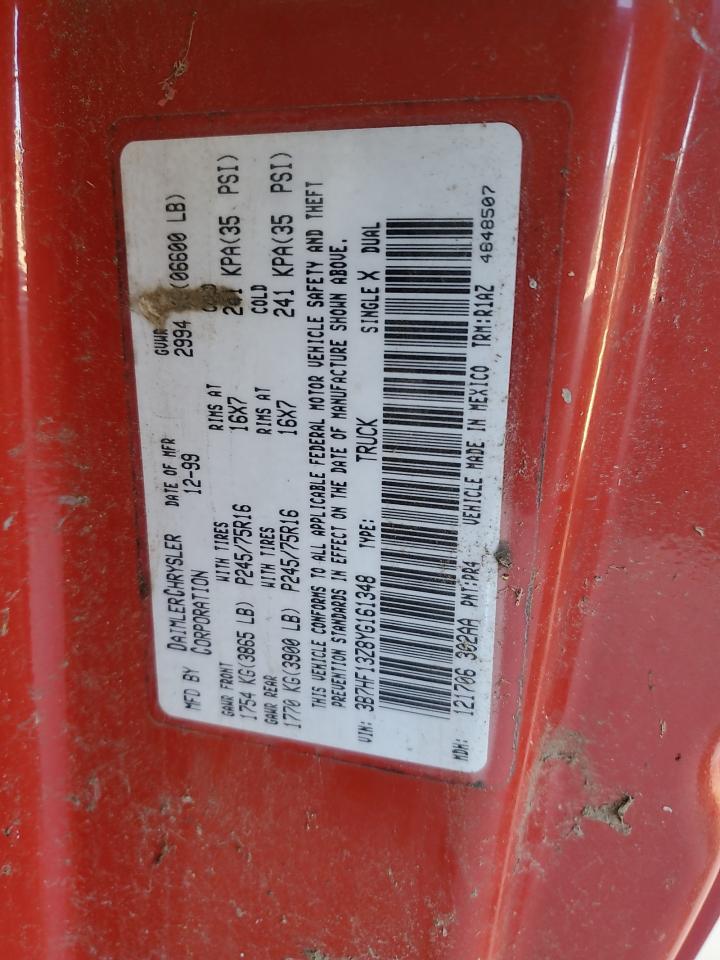 MFD BY DAIMLERCHRYSLER CORPORATION DATE OF MFR 12-99 GVWR 2994 (06600 LB)
GAWR FRONT WITH TIRES RIMS AT COLD
1754 KG(3865 LB) P245/75R16 16X7 241 KPA(35 PSI)
GAWR REAR WITH TIRES RIMS AT COLD
1770 KG(3900 LB) P245/75R16 16X7 241 KPA(35 PSI)
THIS VEHICLE CONFORMS TO ALL APPLICABLE FEDERAL MOTOR VEHICLE SAFETY AND THEFT
PREVENTION STANDARDS IN EFFECT ON THE DATE OF MANUFACTURE SHOWN ABOVE.
VIN: 3B7HF13Z8YG161348 TYPE: TRUCK SINGLE X DUAL
MDH: 121706 302AA PNT:PR4 VEHICLE MADE IN MEXICO TRM:R1AZ 4648507